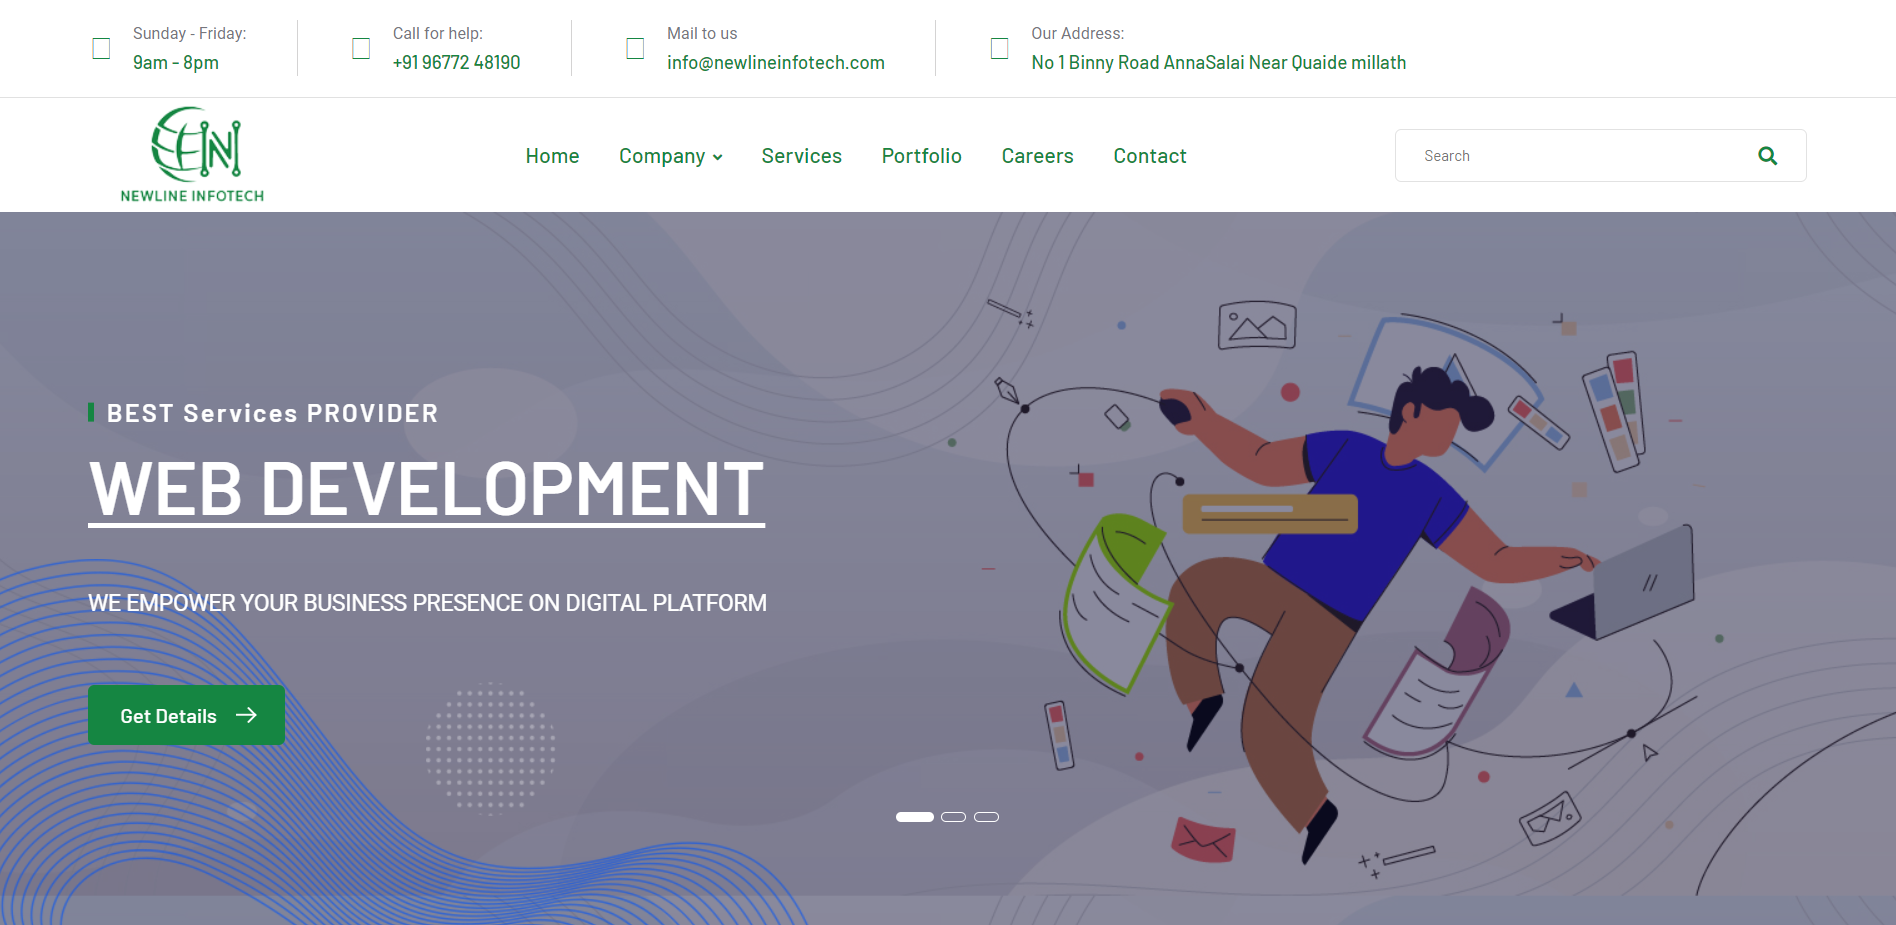 Sunday - Friday:
9am - 8pm
Call for help:
+91 96772 48190
Mail to us
info@newlineinfotech.com
Our Address:
No 1 Binny Road AnnaSalai Near Quaide millath
NEWLINE INFOTECH
Home
Company
Services
Portfolio
Careers
Contact
Search
BEST Services PROVIDER
WEB DEVELOPMENT
WE EMPOWER YOUR BUSINESS PRESENCE ON DIGITAL PLATFORM
Get Details